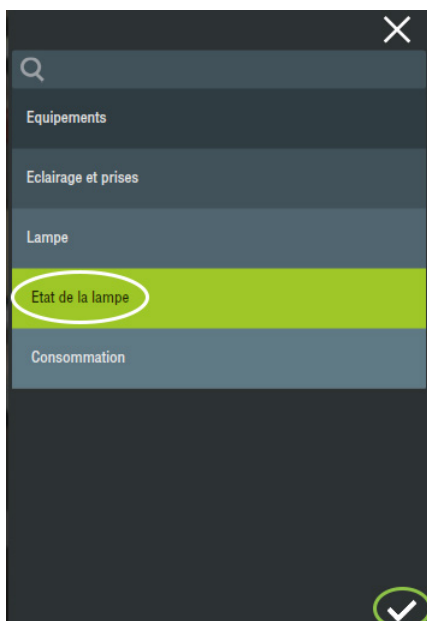 Equipements
Eclairage et prises
Lampe
Etat de la lampe
Consommation